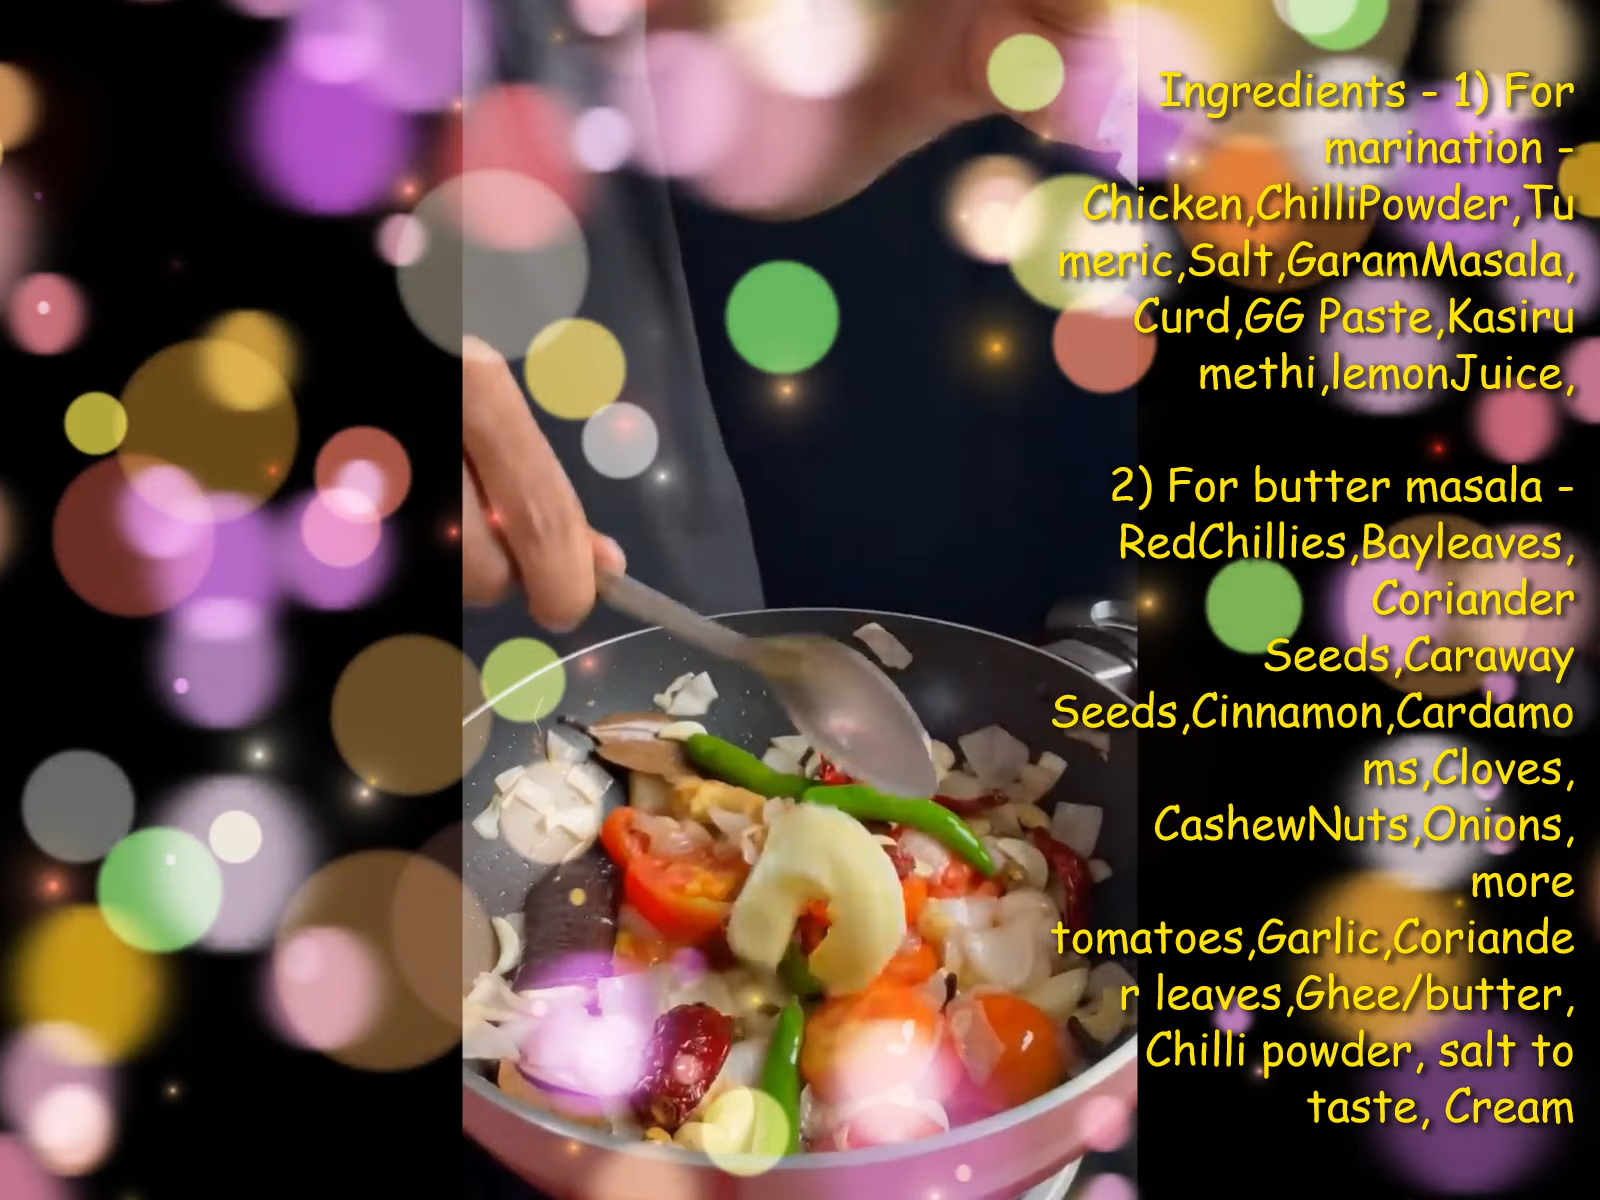 Ingredients - 1) For
marination -
Chicken,ChilliPowder,Tu
meric,Salt,GaramMasala,
Curd,GG Paste,Kasiru
methi,lemonJuice,
2) For butter masala -
RedChillies,Bayleaves,
Coriander
Seeds,Caraway
Seeds,Cinnamon,Cardamo
ms,Cloves,
CashewNuts,Onions,
more
tomatoes,Garlic,Coriande
r leaves,Ghee/butter,
Chilli powder, salt to
taste, Cream